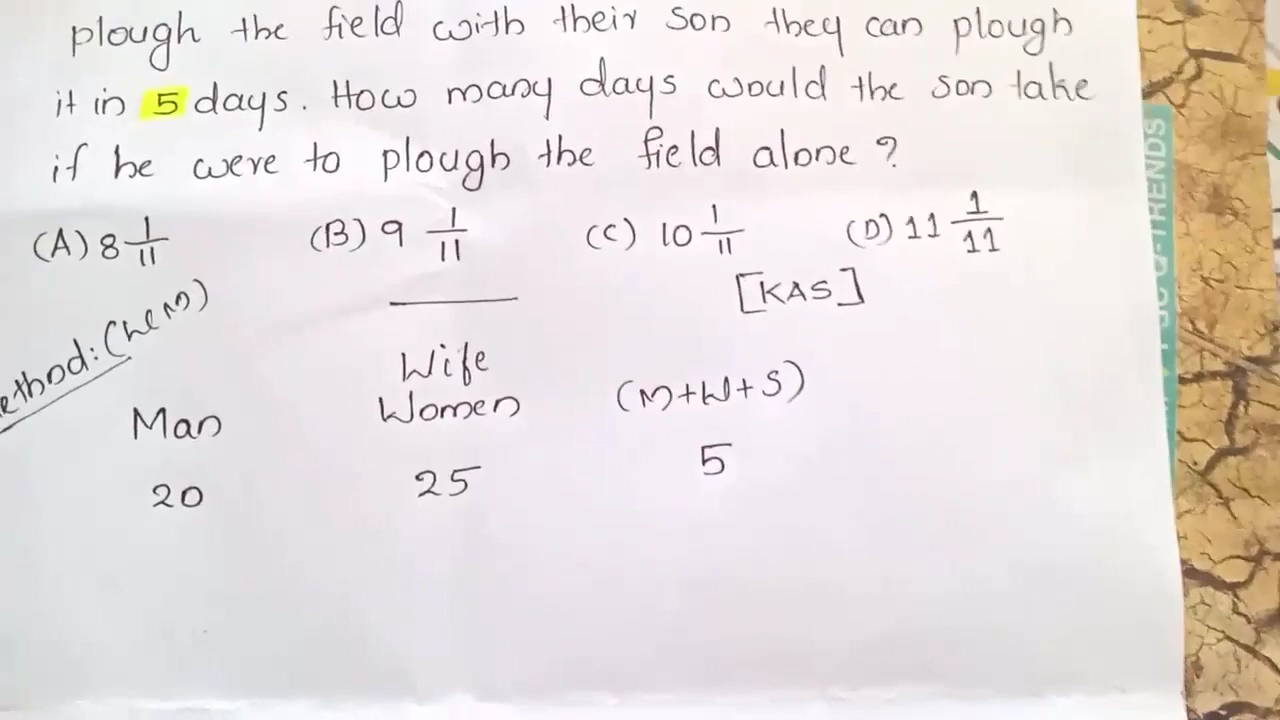 plough the field with their son they can plough
it in 5 days. How many days would the son take
if he were to plough the field alone ?
(A) 8 1/11 (B) 9 1/11 (C) 10 1/11 (D) 11 1/11
[KAS]
ethod: (LCM)
Wife
Man Women (M+W+S)
20 25 5
-TRENDS